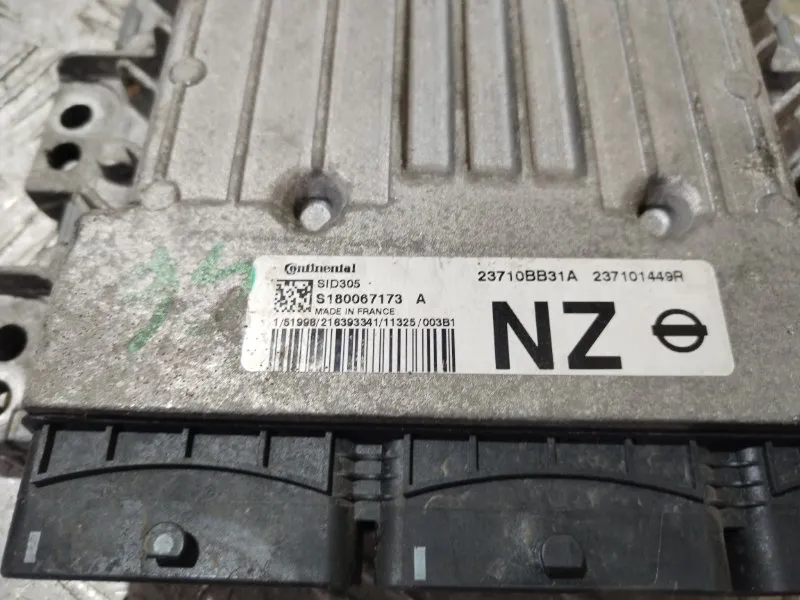 Continental
SID305
S180067173 A
MADE IN FRANCE
1/51998/216393341/11325/003B1
23710BB31A 237101449R
NZ